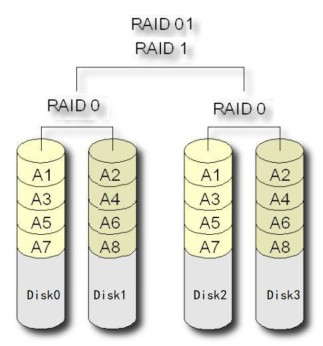 RAID 01
RAID 1
RAID 0 RAID 0
A1 A2 A1 A2
A3 A4 A3 A4
A5 A6 A5 A6
A7 A8 A7 A8
Disk0 Disk1 Disk2 Disk3